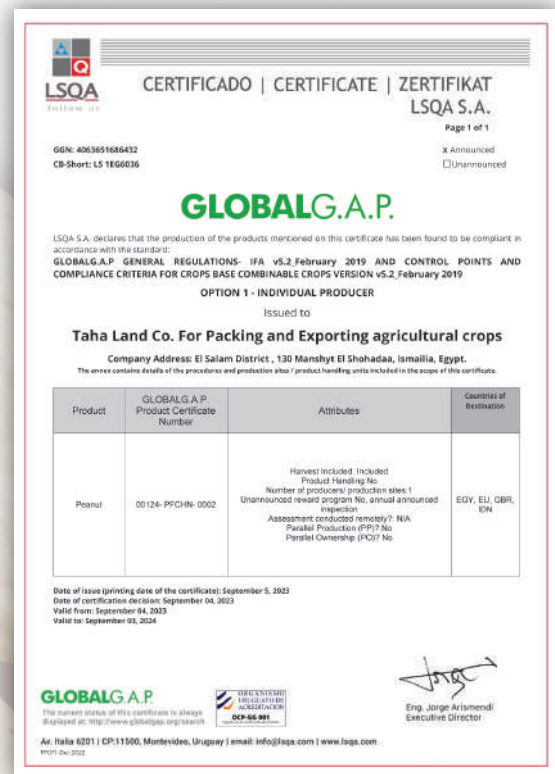 A
Q
LSQA
follow us
CERTIFICADO | CERTIFICATE | ZERTIFIKAT
LSQA S.A.
Page 1 of 1
GGN: 4063651686432
CB-Short: LS 1EG6036
x Announced
☐Unannounced
GLOBALG.A.P.
LSQA S.A. declares that the production of the products mentioned on this certificate has been found to be compliant in
accordance with the standard:
GLOBALG.A.P GENERAL REGULATIONS- IFA v5.2_February 2019 AND CONTROL POINTS AND
COMPLIANCE CRITERIA FOR CROPS BASE COMBINABLE CROPS VERSION v5.2_February 2019
OPTION 1 - INDIVIDUAL PRODUCER
Issued to
Taha Land Co. For Packing and Exporting agricultural crops
Company Address: El Salam District , 130 Manshyt El Shohadaa, Ismailia, Egypt.
The annex contains details of the procedures and production sites / product handling units included in the scope of this certificate.
Product
GLOBALG.A.P.
Product Certificate
Number
Attributes
Countries of
Destination
Peanut
00124- PFCHN- 0002
Harvest Included: Included
Product Handling:No
Number of producers/ production sites:1
Unannounced reward program No, annual announced
inspection
Assessment conducted remotely?: N/A
Parallel Production (PP)? No
Parallel Ownership (PO)? No
EGY, EU, GBR,
IDN
Date of issue (printing date of the certificate): September 5, 2023
Date of certification decision: September 04, 2023
Valid from: September 04, 2023
Valid to: September 03, 2024
GLOBALG.A.P.
The current status of this certificate is always
displayed at: http://www.globalgap.org/search
ORGANISMO
URUGUAYO DE
ACREDITACION
OCP-GG 001
Jorge
Eng. Jorge Arismendi
Executive Director
Av. Italia 6201 | CP:11500, Montevideo, Uruguay | email: info@lsqa.com | www.lsqa.com